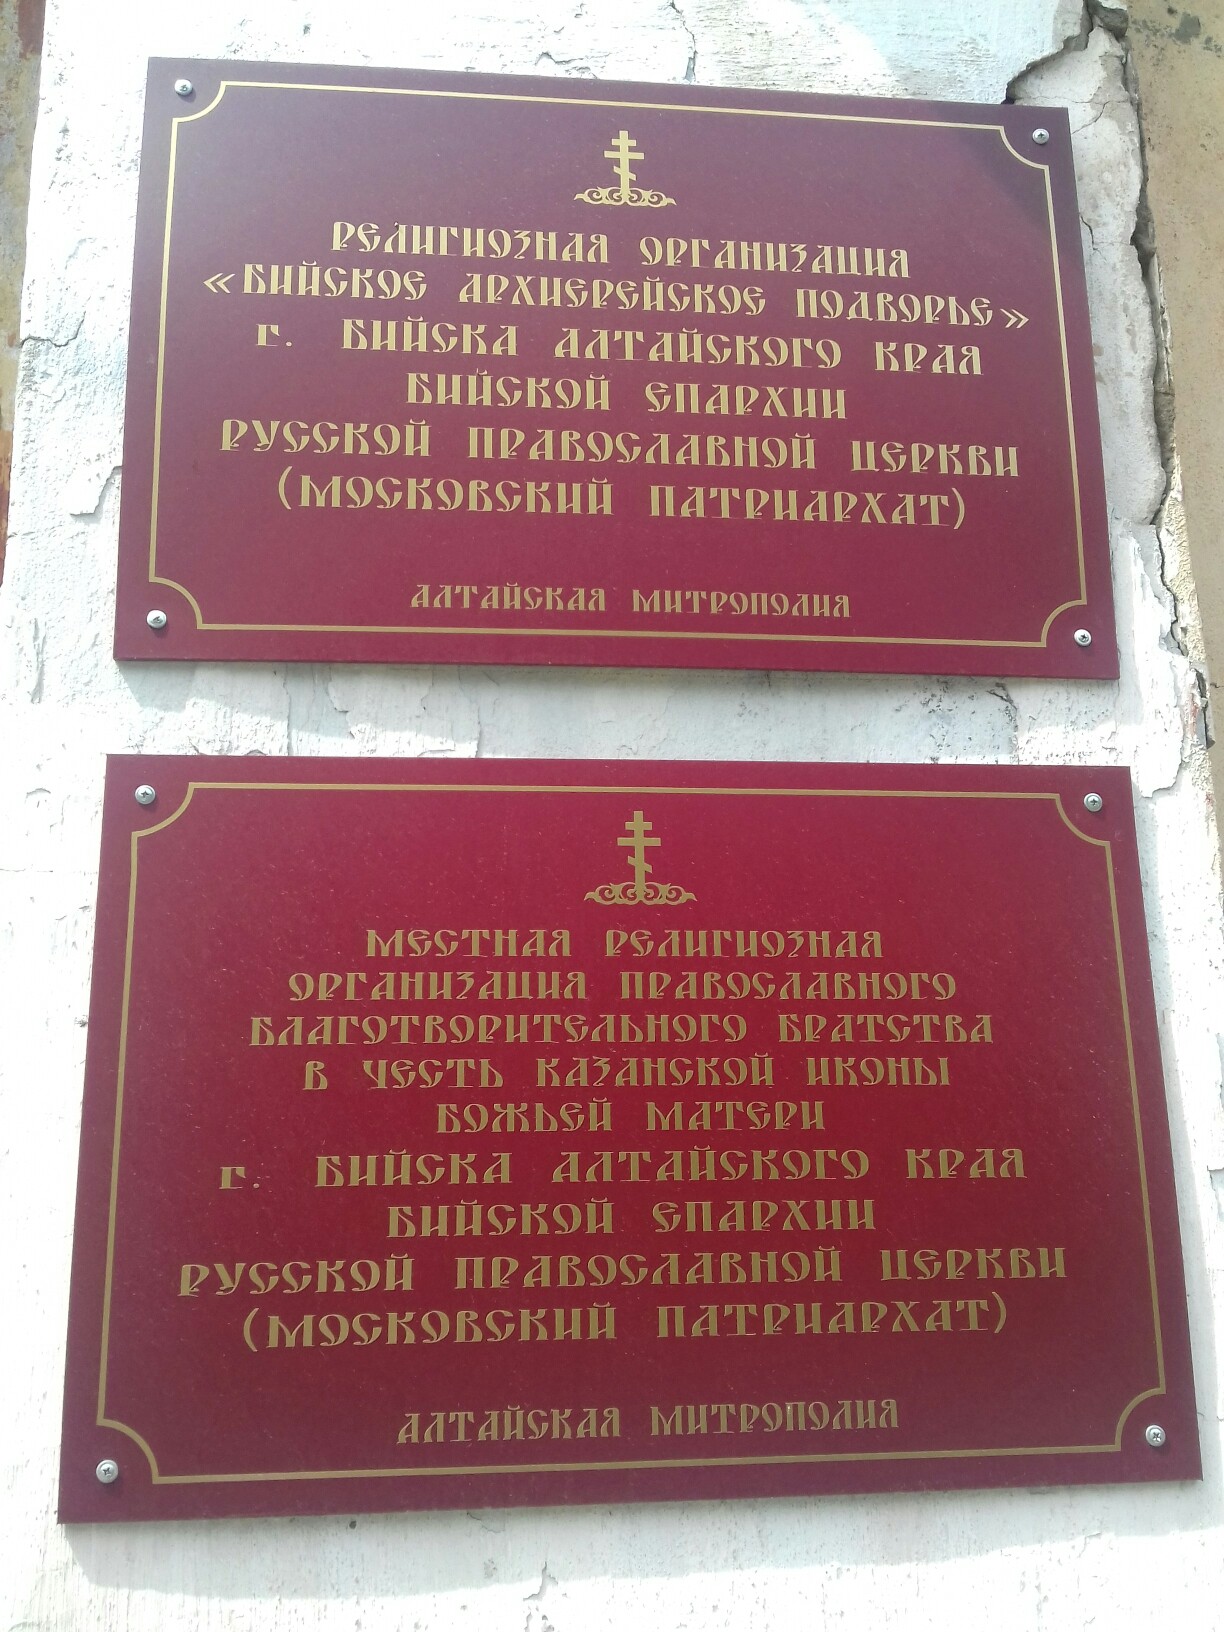 РЕЛИГИОЗНАЯ ОРГАНИЗАЦИЯ
«БИЙСКОЕ АРХИЕРЕЙСКОЕ ПОДВОРЬЕ»
г. БИЙСКА АЛТАЙСКОГО КРАЯ
БИЙСКОЙ ЕПАРХИИ
РУССКОЙ ПРАВОСЛАВНОЙ ЦЕРКВИ
(МОСКОВСКИЙ ПАТРИАРХАТ)
АЛТАЙСКАЯ МИТРОПОЛИЯ
МЕСТНАЯ РЕЛИГИОЗНАЯ
ОРГАНИЗАЦИЯ ПРАВОСЛАВНОГО
БЛАГОТВОРИТЕЛЬНОГО БРАТСТВА
В ЧЕСТЬ КАЗАНСКОЙ ИКОНЫ
БОЖЬЕЙ МАТЕРИ
г. БИЙСКА АЛТАЙСКОГО КРАЯ
БИЙСКОЙ ЕПАРХИИ
РУССКОЙ ПРАВОСЛАВНОЙ ЦЕРКВИ
(МОСКОВСКИЙ ПАТРИАРХАТ)
АЛТАЙСКАЯ МИТРОПОЛИЯ